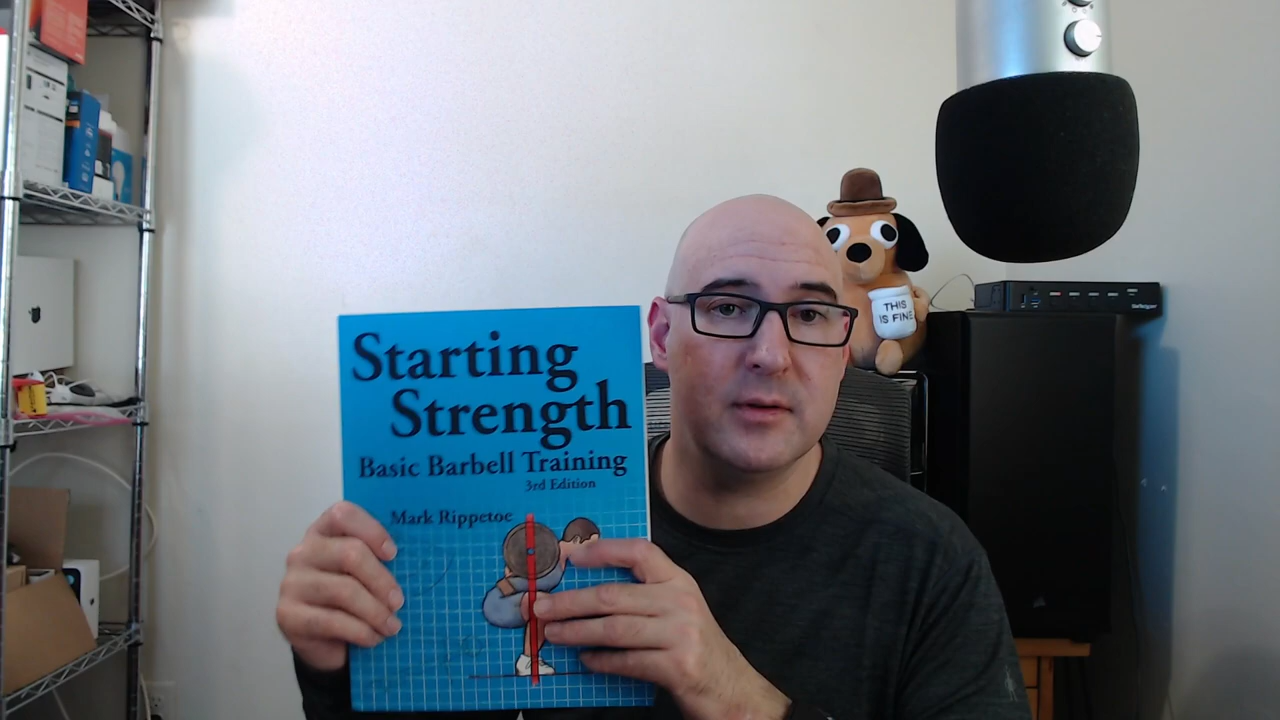 Starting
Strength
Basic Barbell Training
3rd Edition
Mark Rippetoe
THIS
IS FINE